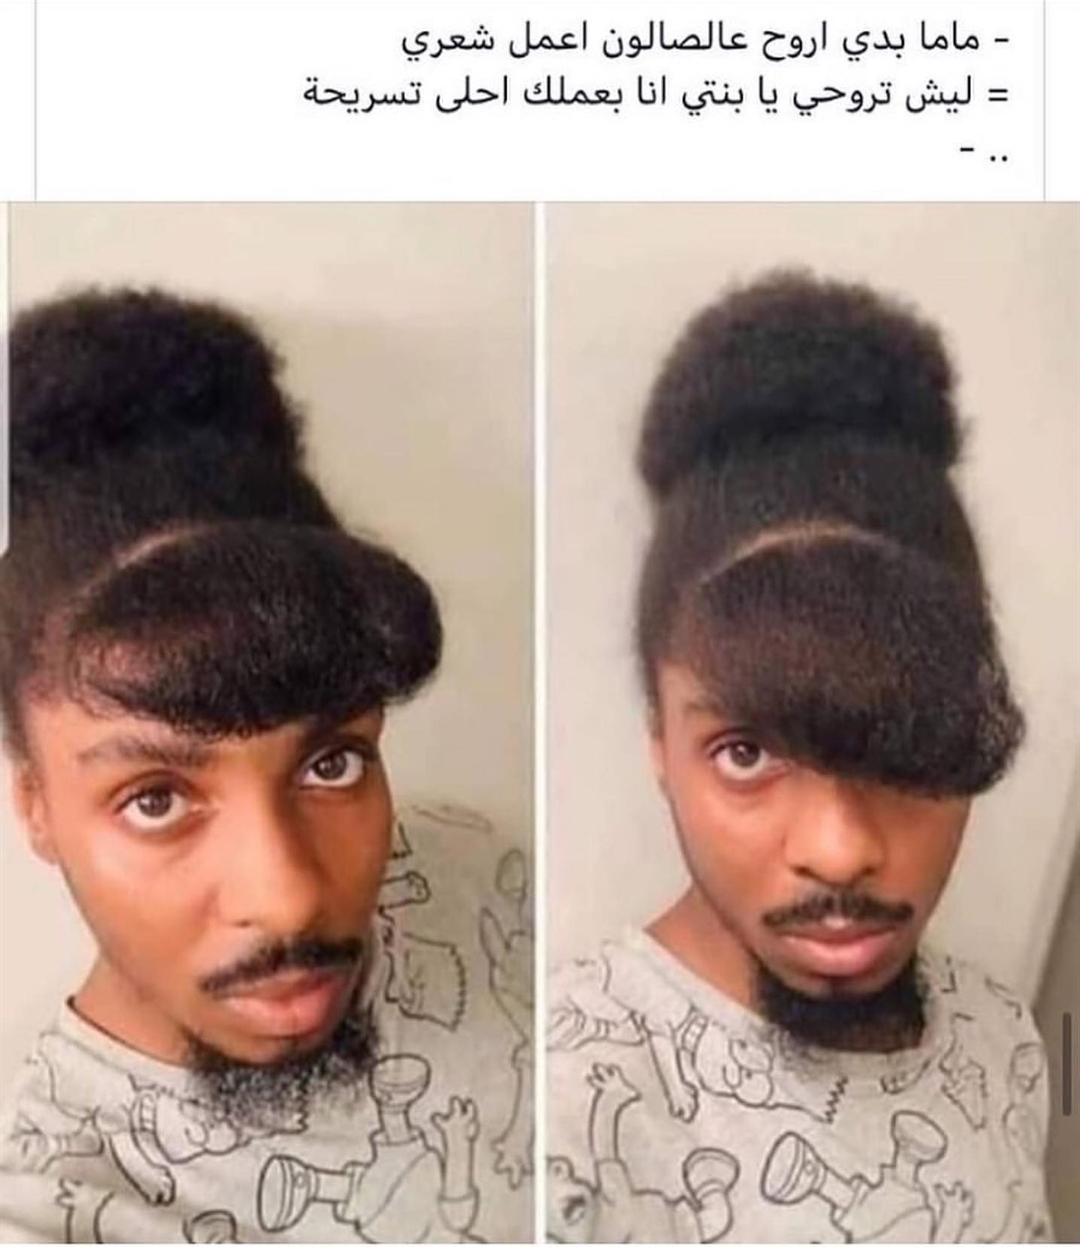 - ماما بدي اروح عالصالون اعمل شعري
= ليش تروحي يا بنتي انا بعملك احلى تسريحة
.. -